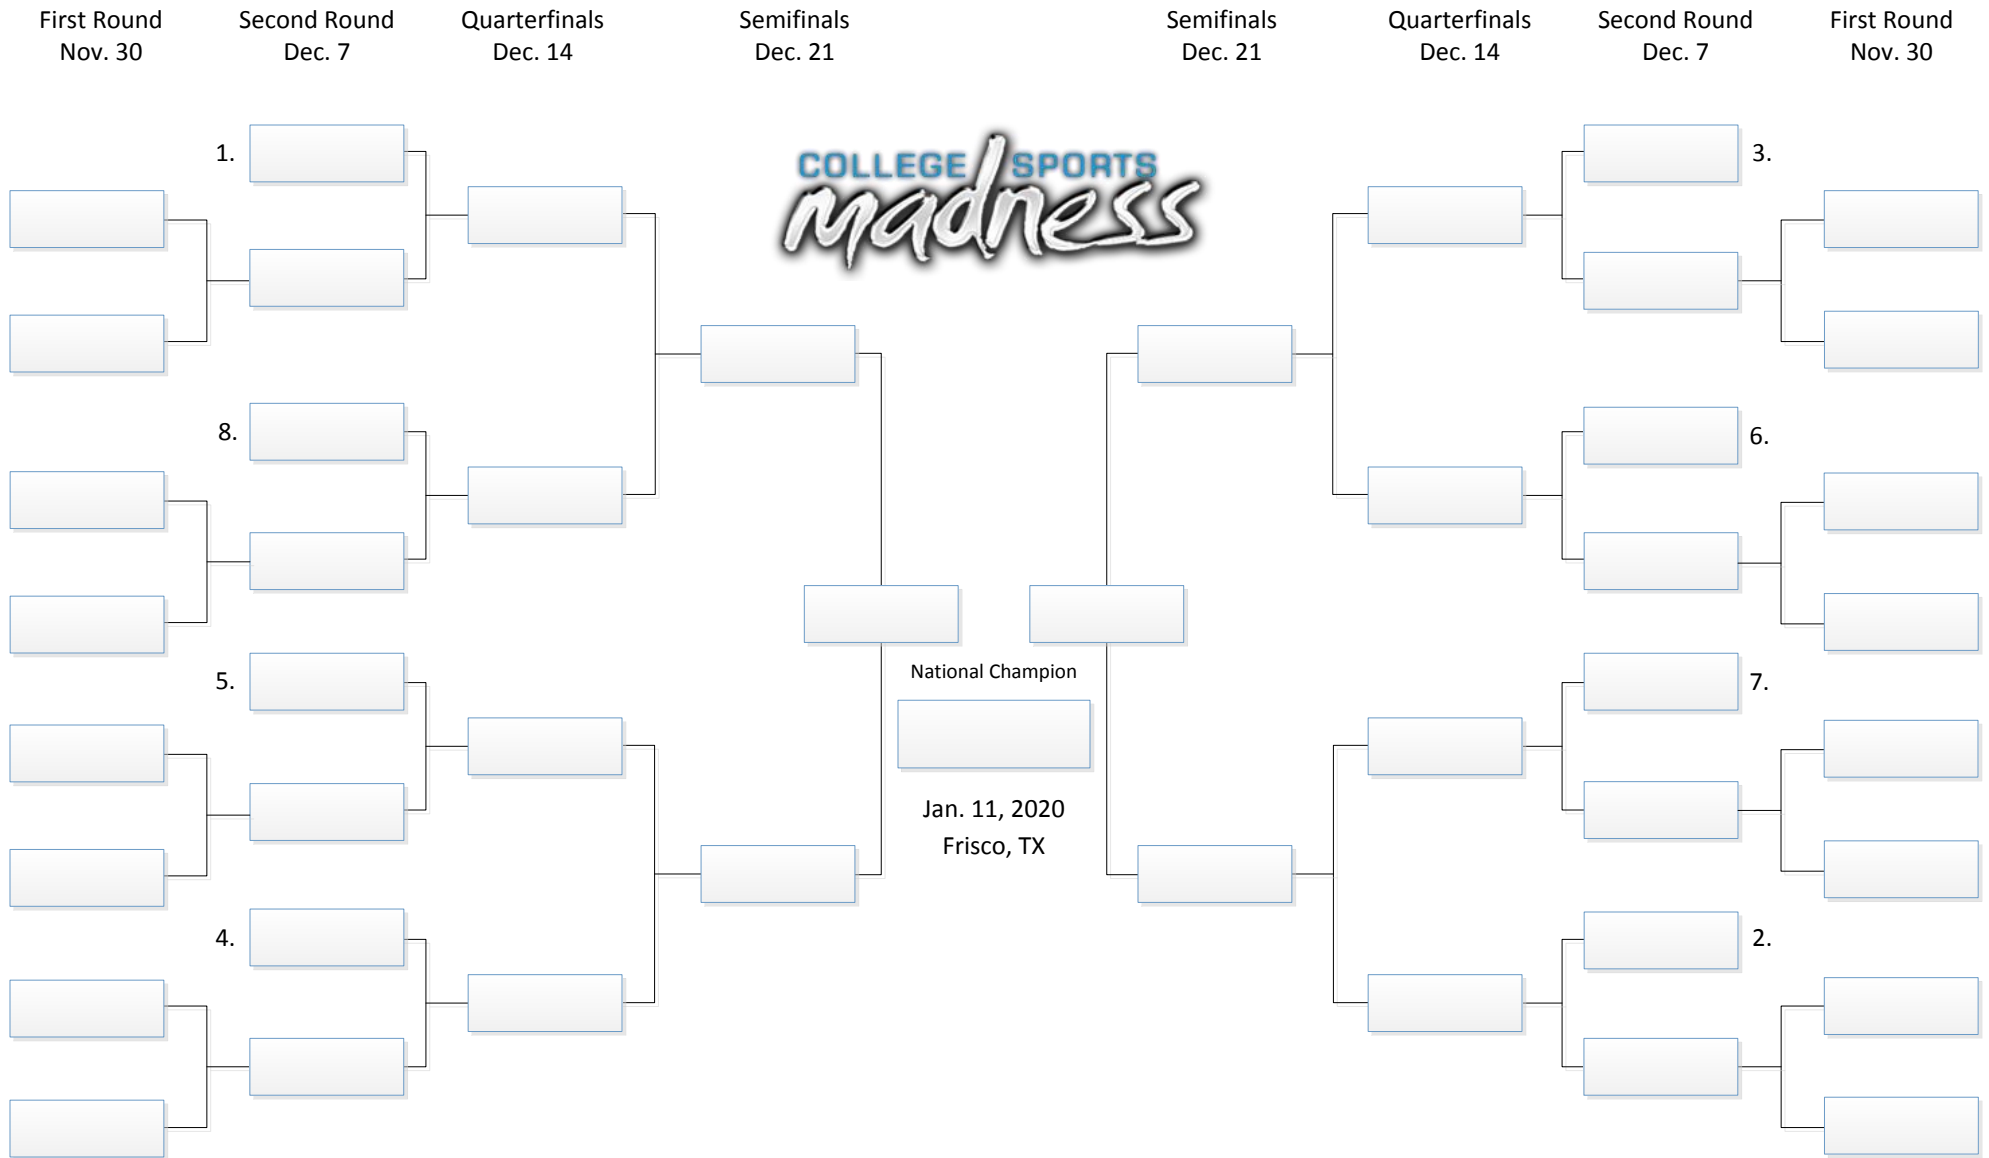 First Round Second Round Quarterfinals Semifinals Semifinals Quarterfinals Second Round First Round
Nov. 30 Dec. 7 Dec. 14 Dec. 21 Dec. 21 Dec. 14 Dec. 7 Nov. 30
COLLEGE SPORTS
madness
1. 3.
8. 6.
National Champion
5. 7.
Jan. 11, 2020
Frisco, TX
4. 2.